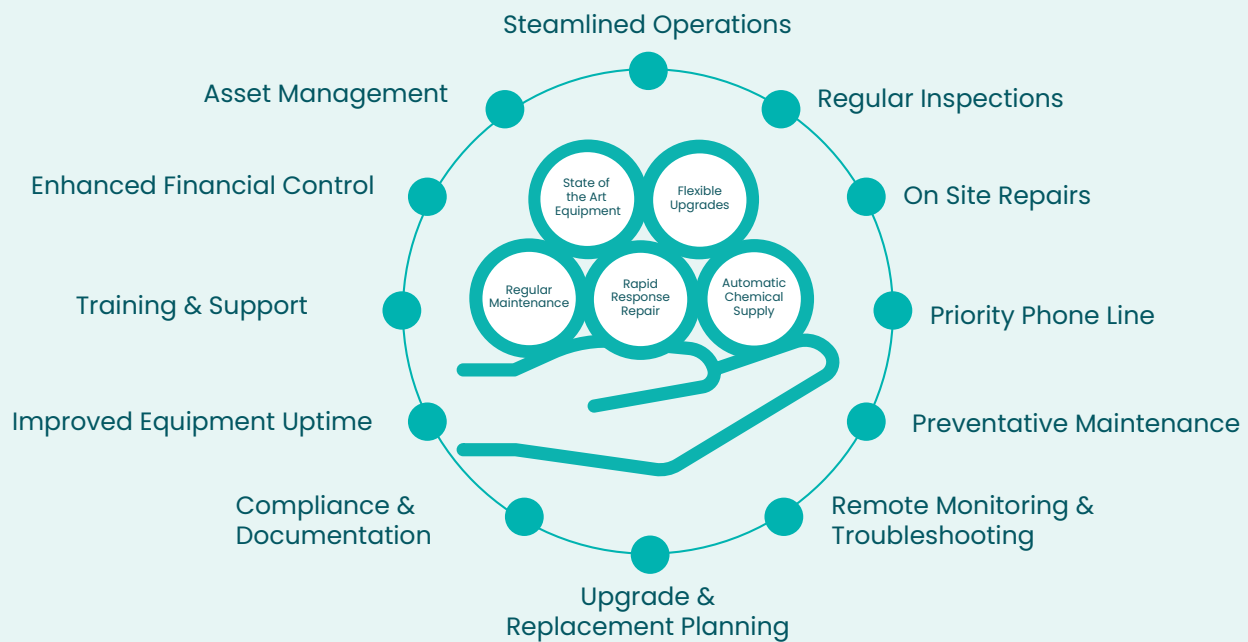 Steamlined Operations
Asset Management
Regular Inspections
Enhanced Financial Control
On Site Repairs
State of
the Art
Equipment
Flexible
Upgrades
Regular
Maintenance
Rapid
Response
Repair
Automatic
Chemical
Supply
Training & Support
Priority Phone Line
Improved Equipment Uptime
Preventative Maintenance
Compliance &
Documentation
Remote Monitoring &
Troubleshooting
Upgrade &
Replacement Planning